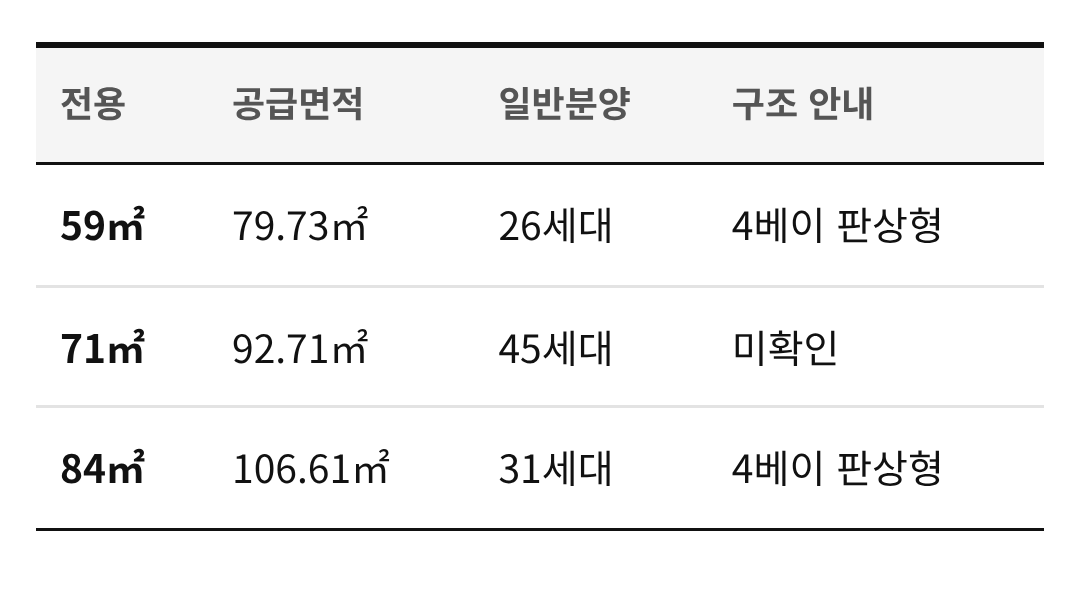 전용 공급면적 일반분양 구조 안내
59㎡ 79.73㎡ 26세대 4베이 판상형
71㎡ 92.71㎡ 45세대 미확인
84㎡ 106.61㎡ 31세대 4베이 판상형